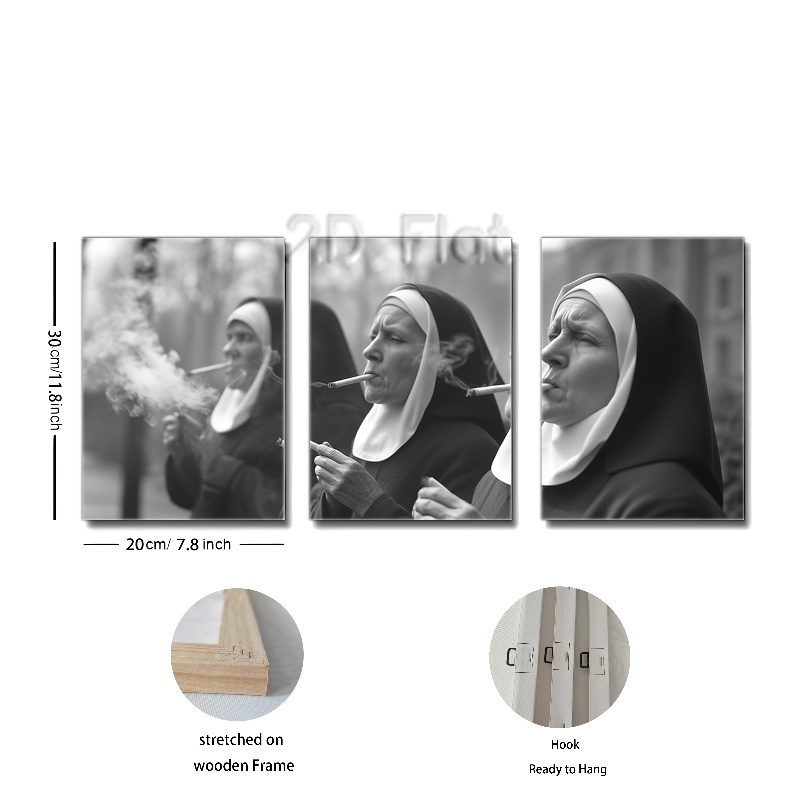 2D Flat
30cm/11.8inch
20cm/ 7.8 inch
stretched on
wooden Frame
Hook
Ready to Hang